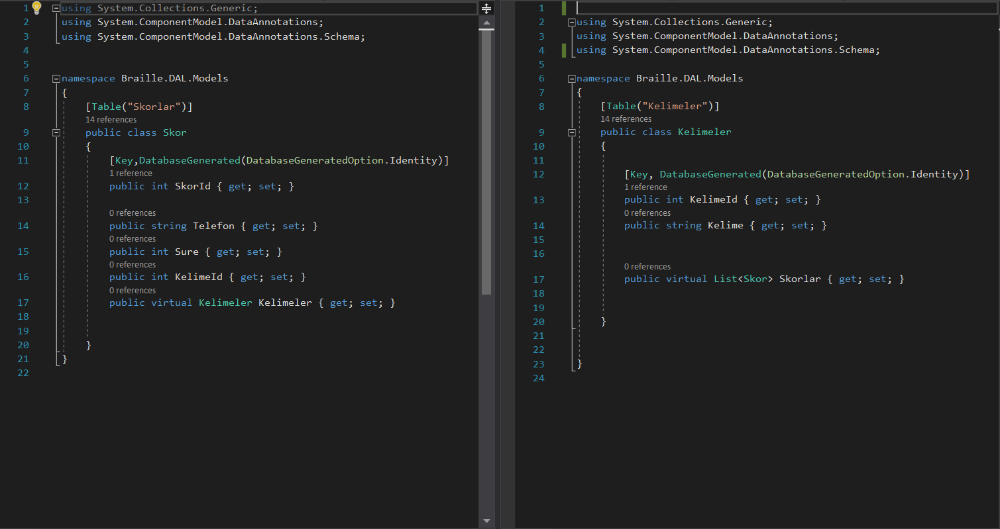 1 using System.Collections.Generic;
2 using System.ComponentModel.DataAnnotations;
3 using System.ComponentModel.DataAnnotations.Schema;
4
5
6 namespace Braille.DAL.Models
7 {
8 [Table("Skorlar")]
14 references
9 public class Skor
10 {
11 [Key,DatabaseGenerated(DatabaseGeneratedOption.Identity)]
1 reference
12 public int SkorId { get; set; }
13
0 references
14 public string Telefon { get; set; }
0 references
15 public int Sure { get; set; }
0 references
16 public int KelimeId { get; set; }
0 references
17 public virtual Kelimeler Kelimeler { get; set; }
18
19
20 }
21 }
22
1
2 using System.Collections.Generic;
3 using System.ComponentModel.DataAnnotations;
4 using System.ComponentModel.DataAnnotations.Schema;
5
6 namespace Braille.DAL.Models
7 {
8 [Table("Kelimeler")]
14 references
9 public class Kelimeler
10 {
11
12 [Key, DatabaseGenerated(DatabaseGeneratedOption.Identity)]
1 reference
13 public int KelimeId { get; set; }
0 references
14 public string Kelime { get; set; }
15
16
0 references
17 public virtual List<Skor> Skorlar { get; set; }
18
19
20 }
21
22
23 }
24